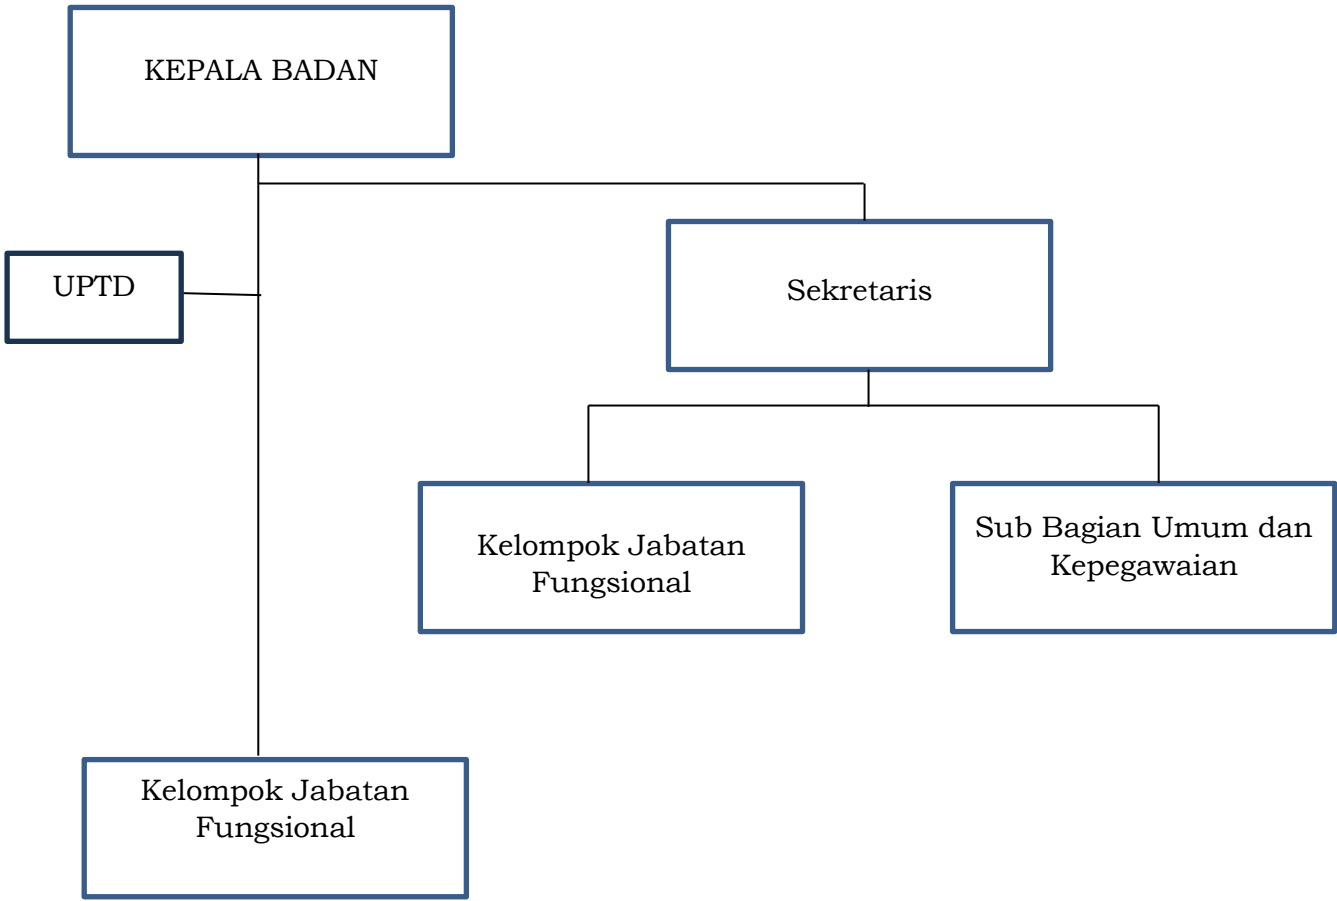 KEPALA BADAN
UPTD
Sekretaris
Kelompok Jabatan
Fungsional
Sub Bagian Umum dan
Kepegawaian
Kelompok Jabatan
Fungsional